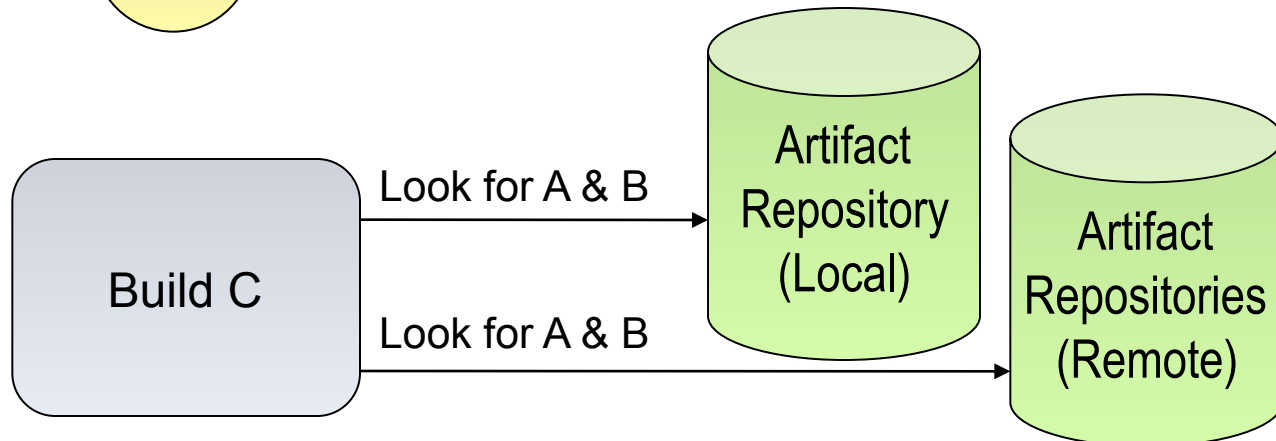 Look for A & B
Build C
Look for A & B
Artifact
Repository
(Local)
Artifact
Repositories
(Remote)